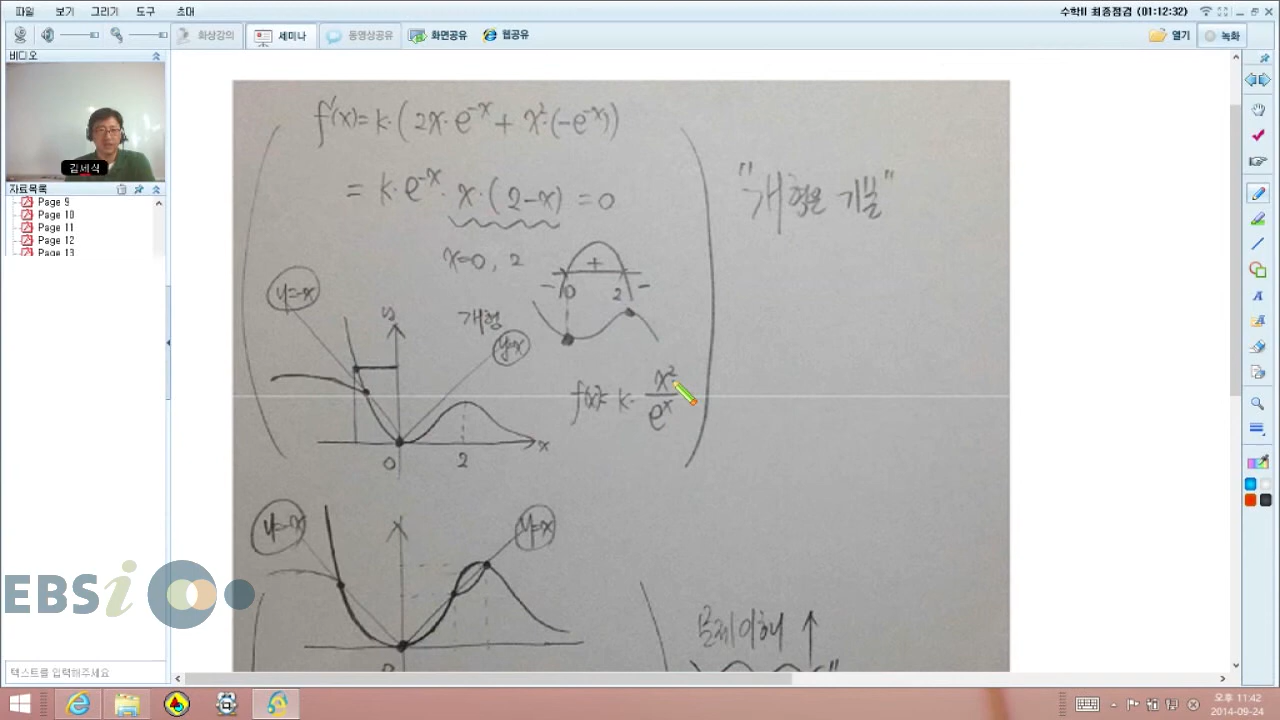 파일 보기 그리기 도구 초대
수학II 최종점검 (01:12:32)
화상강의 세미나 동영상공유 화면공유 웹공유
열기 녹화
비디오
김세식
자료목록
Page 9
Page 10
Page 11
Page 12
Page 13
f'(x)=k·(2x·e^-x+x²·(-e^-x))
=k·e^-x·x·(2-x)=0
"개형은 기본"
x=0, 2
+
- 0 2 -
y=-x
y
개형
y=x
f(x)=k·x²/e^x
0 2 x
y=-x
y=x
0
문제이해
EBSi
텍스트를 입력해주세요
오후 11:42
2014-09-24